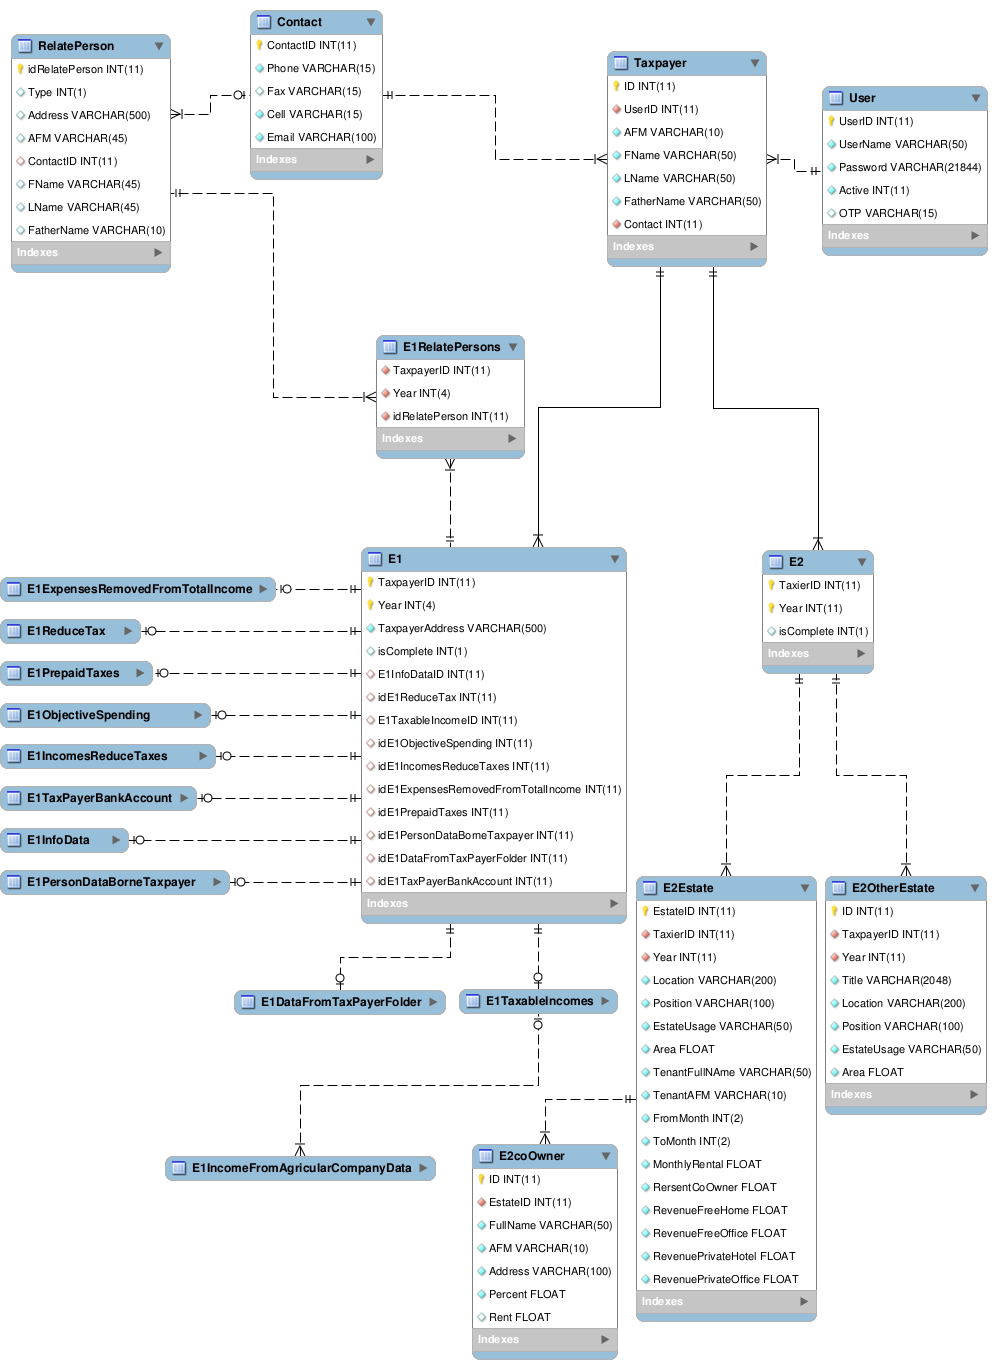 RelatePerson
idRelatePerson INT(11)
Type INT(1)
Address VARCHAR(500)
AFM VARCHAR(45)
ContactID INT(11)
FName VARCHAR(45)
LName VARCHAR(45)
FatherName VARCHAR(10)
Indexes
Contact
ContactID INT(11)
Phone VARCHAR(15)
Fax VARCHAR(15)
Cell VARCHAR(15)
Email VARCHAR(100)
Indexes
Taxpayer
ID INT(11)
UserID INT(11)
AFM VARCHAR(10)
FName VARCHAR(50)
LName VARCHAR(50)
FatherName VARCHAR(50)
Contact INT(11)
Indexes
User
UserID INT(11)
UserName VARCHAR(50)
Password VARCHAR(21844)
Active INT(11)
OTP VARCHAR(15)
Indexes
E1RelatePersons
TaxpayerID INT(11)
Year INT(4)
idRelatePerson INT(11)
Indexes
E1
TaxpayerID INT(11)
Year INT(4)
TaxpayerAddress VARCHAR(500)
isComplete INT(1)
E1InfoDataID INT(11)
idE1ReduceTax INT(11)
E1TaxableIncomeID INT(11)
idE1ObjectiveSpending INT(11)
idE1IncomesReduceTaxes INT(11)
idE1ExpensesRemovedFromTotalIncome INT(11)
idE1PrepaidTaxes INT(11)
idE1PersonDataBorneTaxpayer INT(11)
idE1DataFromTaxPayerFolder INT(11)
idE1TaxPayerBankAccount INT(11)
Indexes
E2
TaxierID INT(11)
Year INT(11)
isComplete INT(1)
Indexes
E1ExpensesRemovedFromTotalIncome
E1ReduceTax
E1PrepaidTaxes
E1ObjectiveSpending
E1IncomesReduceTaxes
E1TaxPayerBankAccount
E1InfoData
E1PersonDataBorneTaxpayer
E1DataFromTaxPayerFolder
E1TaxableIncomes
E1IncomeFromAgricularCompanyData
E2Estate
EstateID INT(11)
TaxierID INT(11)
Year INT(11)
Location VARCHAR(200)
Position VARCHAR(100)
EstateUsage VARCHAR(50)
Area FLOAT
TenantFullNAme VARCHAR(50)
TenantAFM VARCHAR(10)
FromMonth INT(2)
ToMonth INT(2)
MonthlyRental FLOAT
RersentCoOwner FLOAT
RevenueFreeHome FLOAT
RevenueFreeOffice FLOAT
RevenuePrivateHotel FLOAT
RevenuePrivateOffice FLOAT
Indexes
E2OtherEstate
ID INT(11)
TaxpayerID INT(11)
Year INT(11)
Title VARCHAR(2048)
Location VARCHAR(200)
Position VARCHAR(100)
EstateUsage VARCHAR(50)
Area FLOAT
Indexes
E2coOwner
ID INT(11)
EstateID INT(11)
FullName VARCHAR(50)
AFM VARCHAR(10)
Address VARCHAR(100)
Percent FLOAT
Rent FLOAT
Indexes